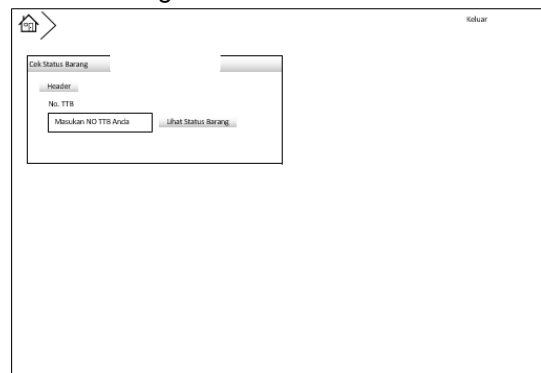 Keluar
Cek Status Barang
Header
No. TTB
Masukan NO TTB Anda
Lihat Status Barang